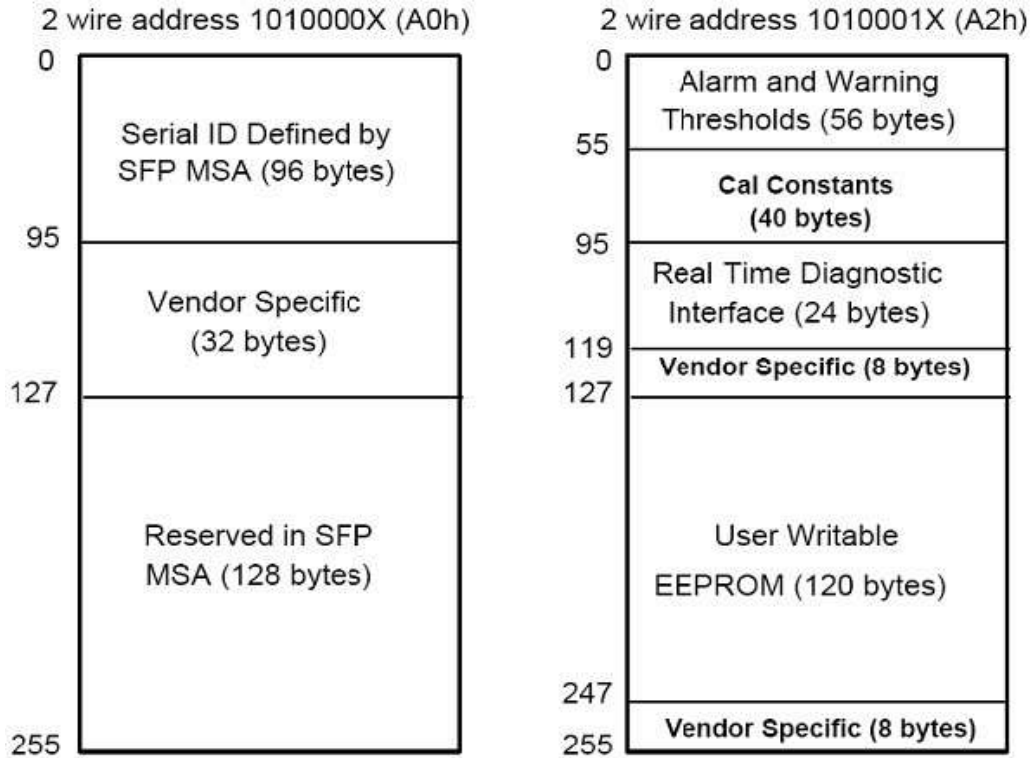 2 wire address 1010000X (A0h)
0
Serial ID Defined by
SFP MSA (96 bytes)
95
Vendor Specific
(32 bytes)
127
Reserved in SFP
MSA (128 bytes)
255
2 wire address 1010001X (A2h)
0
Alarm and Warning
Thresholds (56 bytes)
55
Cal Constants
(40 bytes)
95
Real Time Diagnostic
Interface (24 bytes)
119
Vendor Specific (8 bytes)
127
User Writable
EEPROM (120 bytes)
247
Vendor Specific (8 bytes)
255